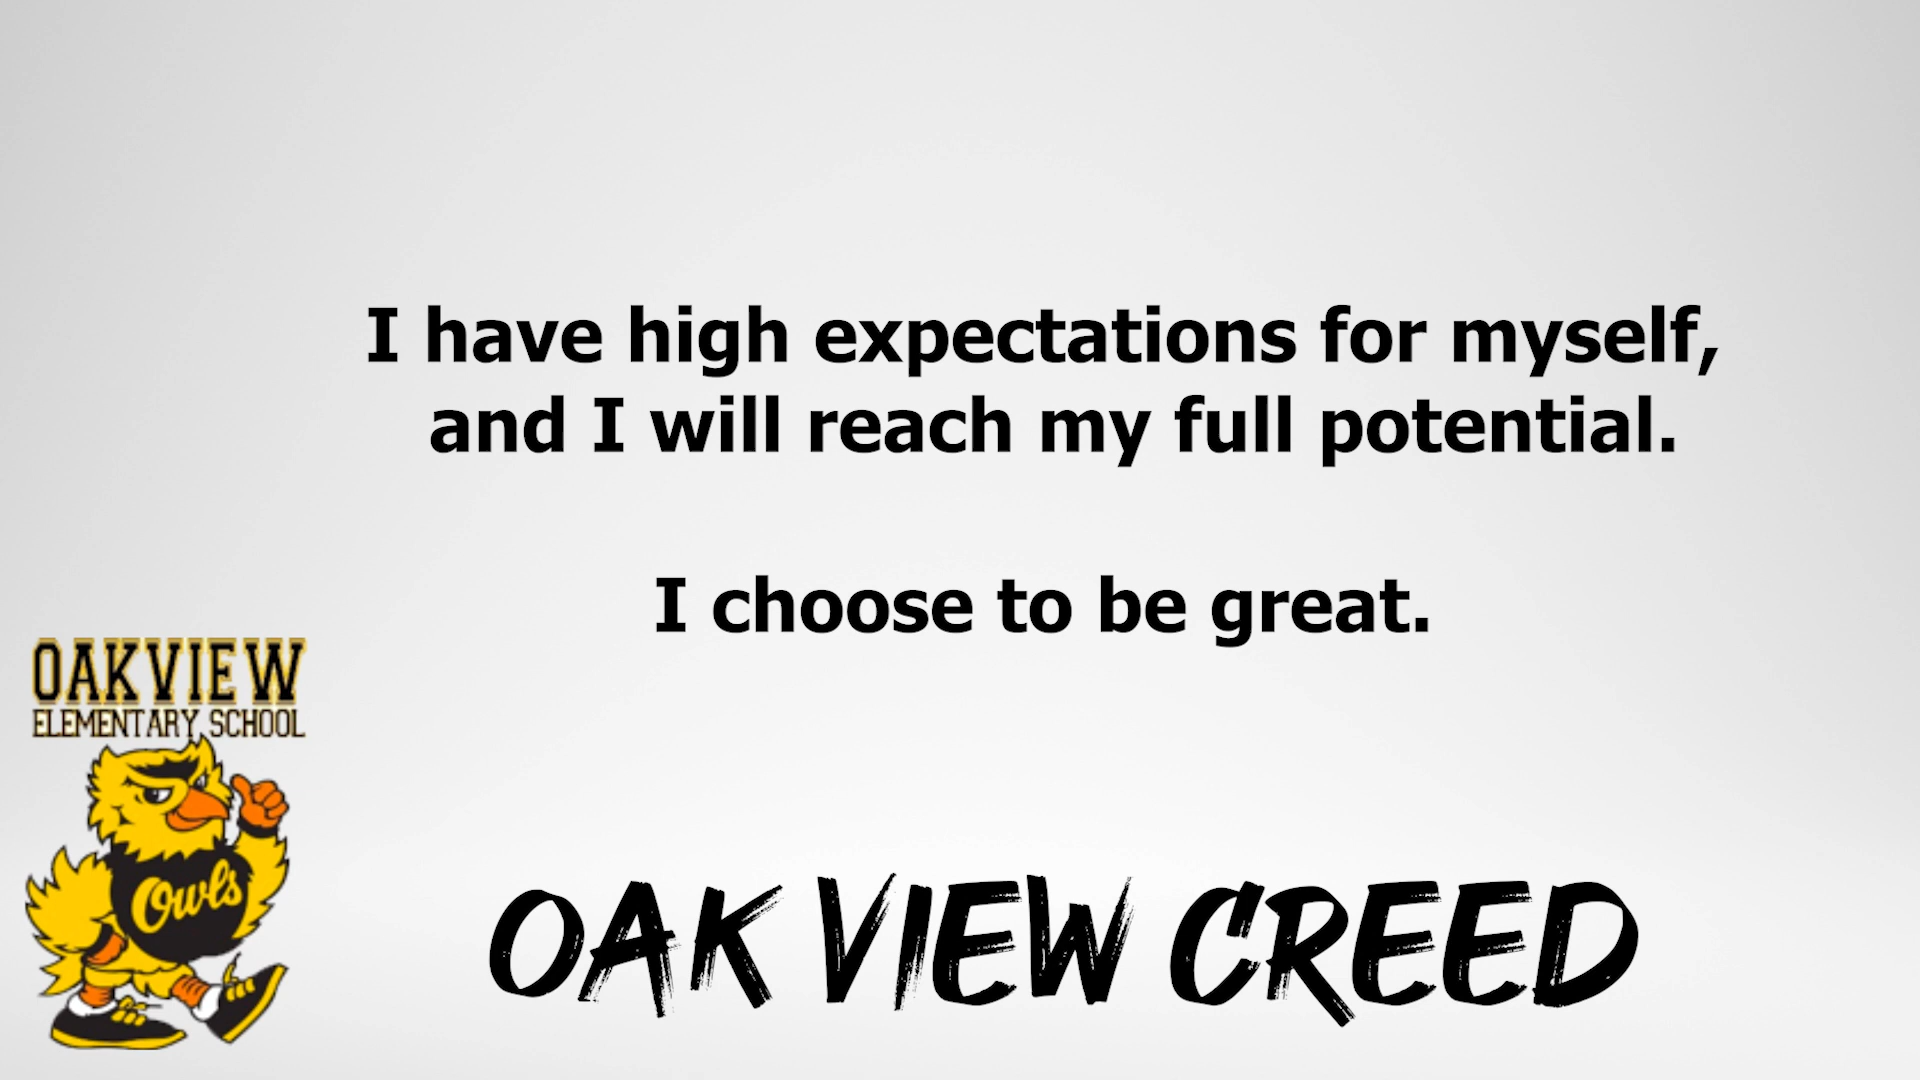 I have high expectations for myself,
and I will reach my full potential.
I choose to be great.
OAKVIEW
ELEMENTARY SCHOOL
Owls
OAK VIEW CREED